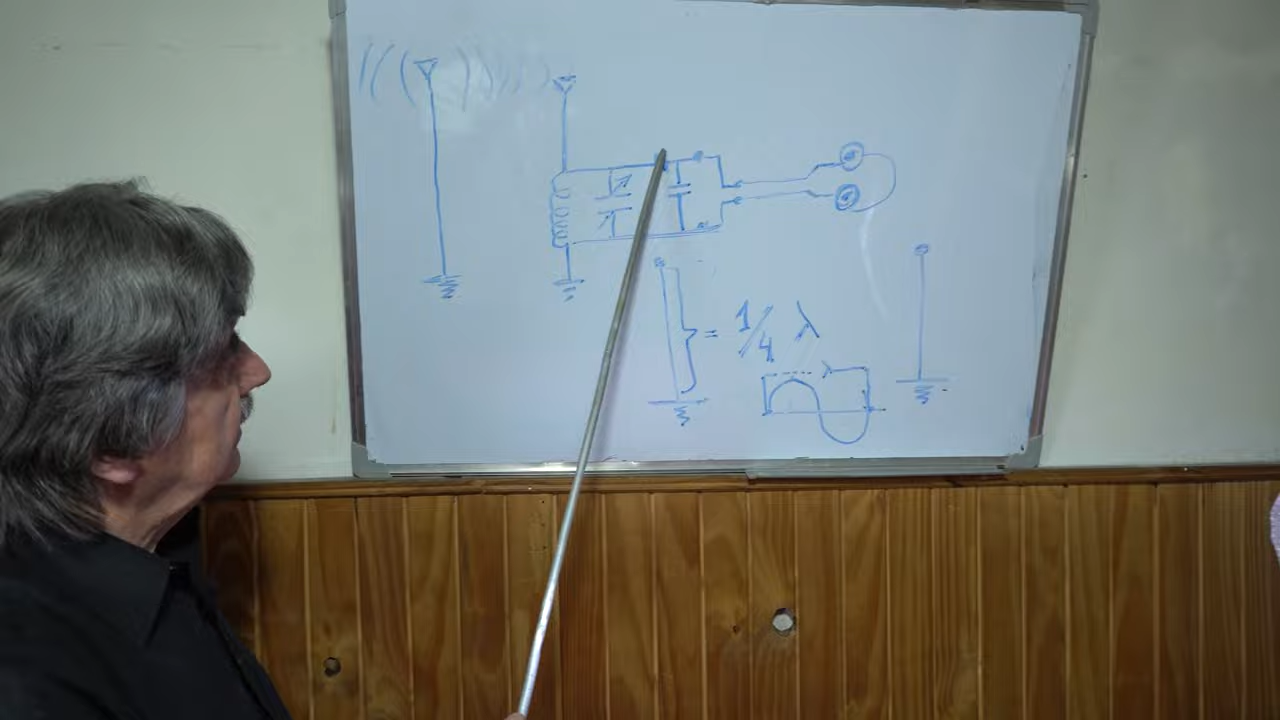 = 1/4 λ
λ